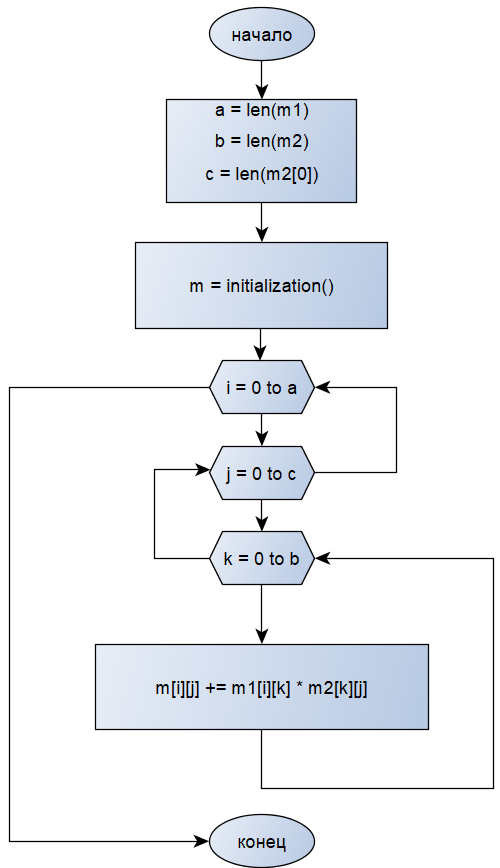 начало
a = len(m1)
b = len(m2)
c = len(m2[0])
m = initialization()
i = 0 to a
j = 0 to c
k = 0 to b
m[i][j] += m1[i][k] * m2[k][j]
конец